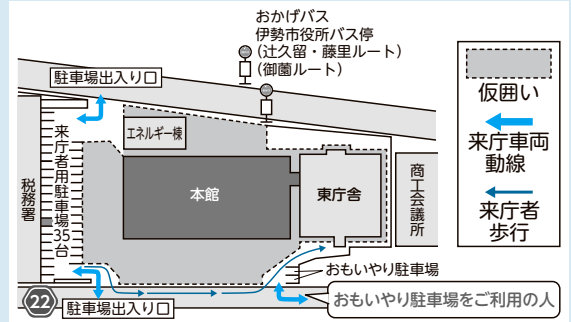 おかげバス
伊勢市役所バス停
(辻久留・藤里ルート)
(御薗ルート)
駐車場出入り口
エネルギー棟
来庁者用駐車場35台
税務署
本館
東庁舎
商工会議所
おもいやり駐車場
22
駐車場出入り口
おもいやり駐車場をご利用の人
仮囲い
来庁車両
動線
来庁者
歩行